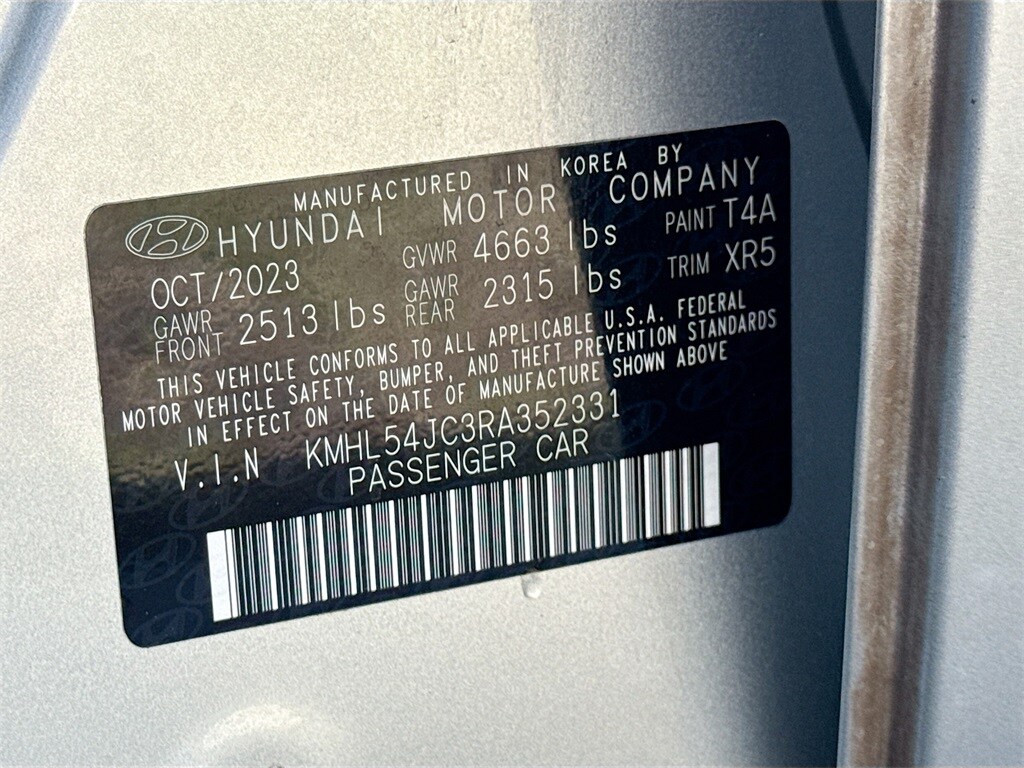 MANUFACTURED IN KOREA BY
HYUNDAI MOTOR COMPANY
OCT/2023 GVWR 4663 lbs PAINT T4A
GAWR FRONT 2513 lbs GAWR REAR 2315 lbs TRIM XR5
THIS VEHICLE CONFORMS TO ALL APPLICABLE U.S.A. FEDERAL
MOTOR VEHICLE SAFETY, BUMPER, AND THEFT PREVENTION STANDARDS
IN EFFECT ON THE DATE OF MANUFACTURE SHOWN ABOVE
V.I.N KMHL54JC3RA352331
PASSENGER CAR